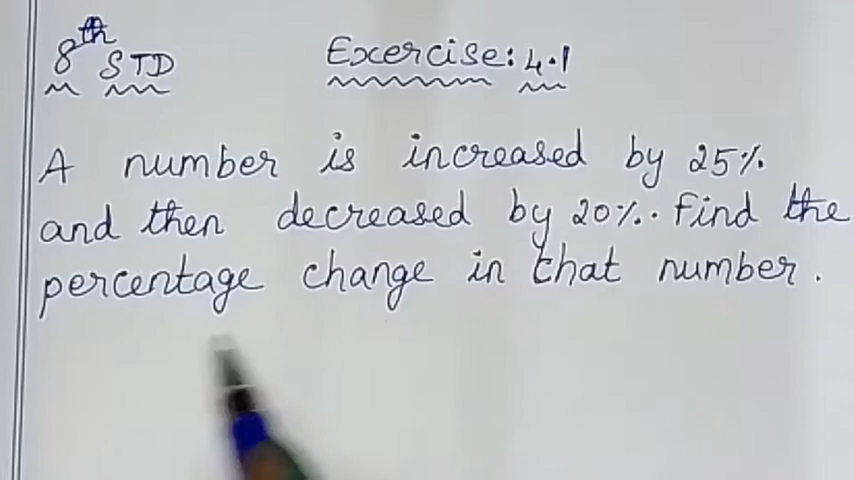 8th STD Exercise: 4.1
A number is increased by 25%
and then decreased by 20%. Find the
percentage change in that number.